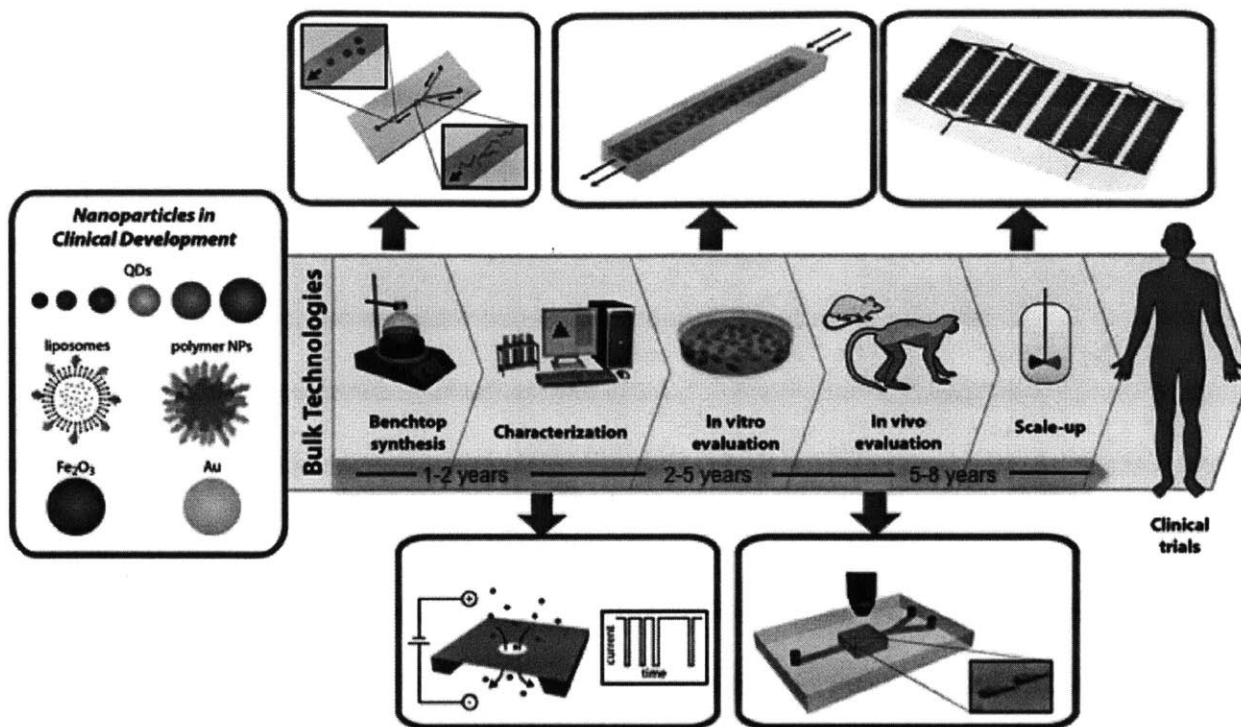 Nanoparticles in
Clinical Development
QDs
liposomes
polymer NPs
Fe₂O₃
Au
Bulk Technologies
Benchtop
synthesis
Characterization
In vitro
evaluation
In vivo
evaluation
Scale-up
1-2 years
2-5 years
5-8 years
Clinical
trials
+
-
current
time